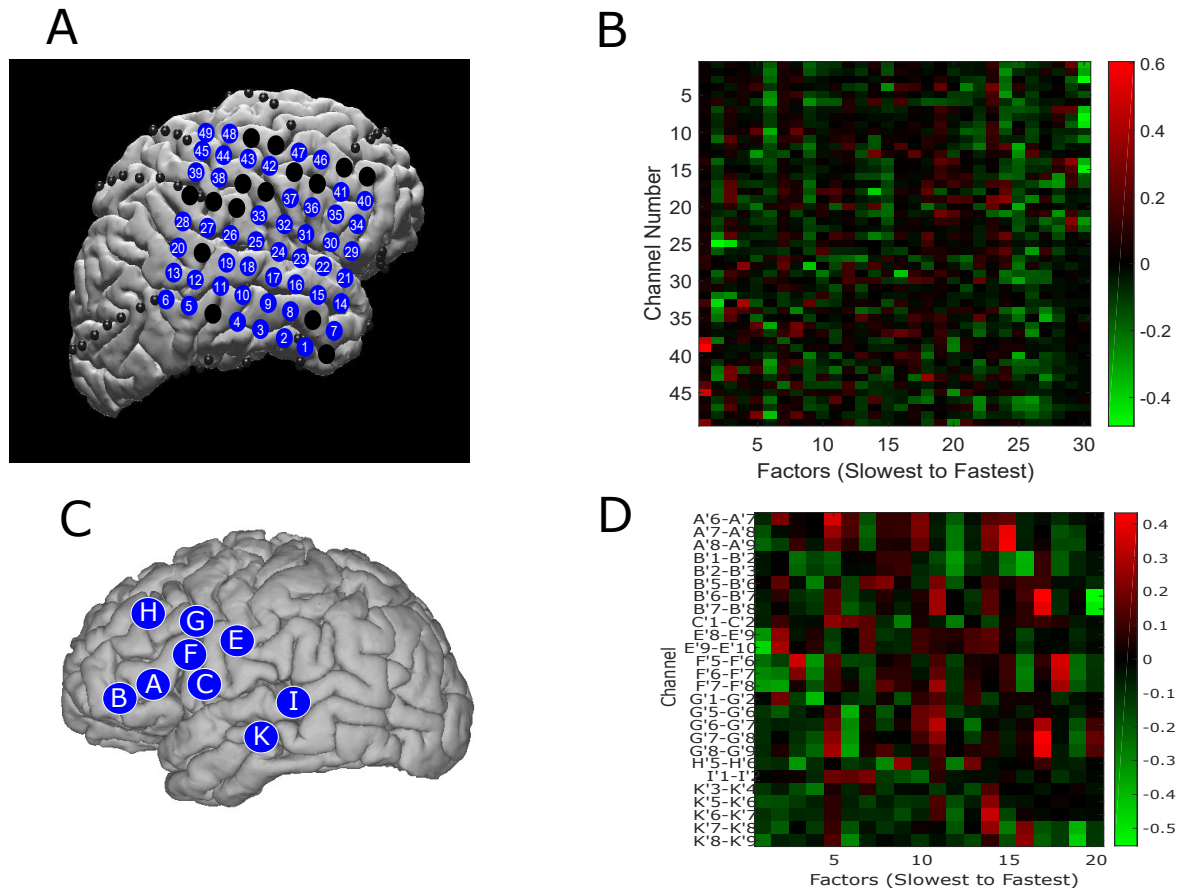 A
B
49 48
45 44 43 42 47 46
39 38 37 36 41 40
33 35 34
28 27 26 25 32 31 30 29
20 19 18 24 23 22 21
13 12 11 10 17 16 15 14
6 5 4 3 9 8 7
2 1
Channel Number
5
10
15
20
25
30
35
40
45
5 10 15 20 25 30
Factors (Slowest to Fastest)
0.6
0.4
0.2
0
-0.2
-0.4
C
D
H
G
E
F
A
C
B
I
K
Channel
A'6-A'7
A'7-A'8
A'8-A'9
B'1-B'2
B'2-B'3
B'5-B'6
B'6-B'7
B'7-B'8
C'1-C'2
E'8-E'9
E'9-E'10
F'5-F'6
F'6-F'7
F'7-F'8
G'1-G'2
G'5-G'6
G'6-G'7
G'7-G'8
G'8-G'9
H'5-H'6
I'1-I'2
K'3-K'4
K'5-K'6
K'6-K'7
K'7-K'8
K'8-K'9
5 10 15 20
Factors (Slowest to Fastest)
0.4
0.3
0.2
0.1
0
-0.1
-0.2
-0.3
-0.4
-0.5